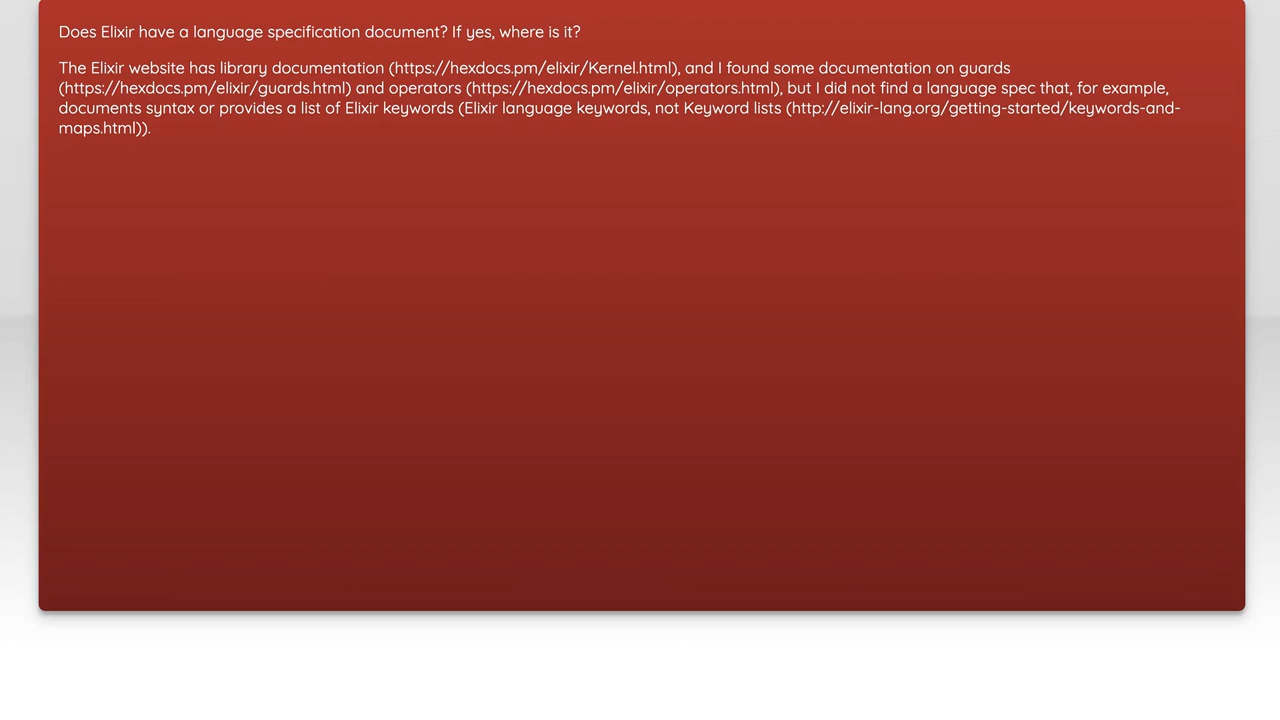 Does Elixir have a language specification document? If yes, where is it?
The Elixir website has library documentation (https://hexdocs.pm/elixir/Kernel.html), and I found some documentation on guards
(https://hexdocs.pm/elixir/guards.html) and operators (https://hexdocs.pm/elixir/operators.html), but I did not find a language spec that, for example,
documents syntax or provides a list of Elixir keywords (Elixir language keywords, not Keyword lists (http://elixir-lang.org/getting-started/keywords-and-
maps.html)).